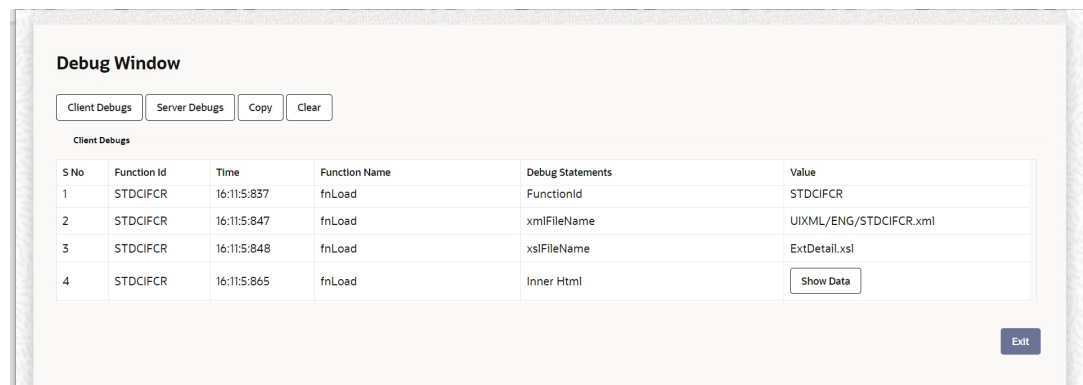 Debug Window
Client Debugs Server Debugs Copy Clear
Client Debugs
S No Function Id Time Function Name Debug Statements Value
1 STDCIFCR 16:11:5:837 fnLoad FunctionId STDCIFCR
2 STDCIFCR 16:11:5:847 fnLoad xmlFileName UIXML/ENG/STDCIFCR.xml
3 STDCIFCR 16:11:5:848 fnLoad xslFileName ExtDetail.xsl
4 STDCIFCR 16:11:5:865 fnLoad Inner Html Show Data
Exit